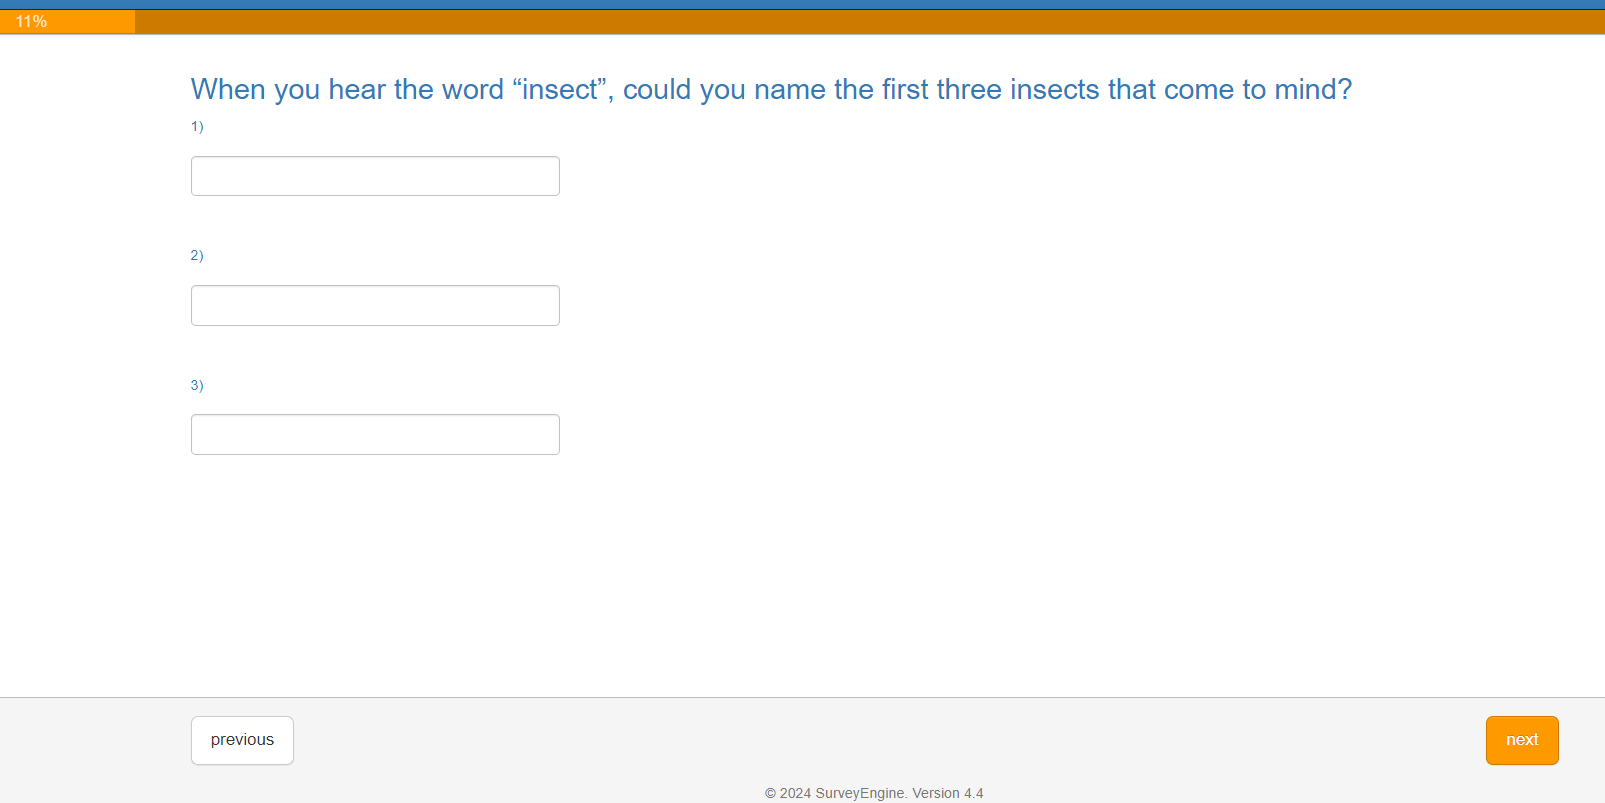 11%
When you hear the word “insect”, could you name the first three insects that come to mind?
1)
2)
3)
previous
next
© 2024 SurveyEngine. Version 4.4